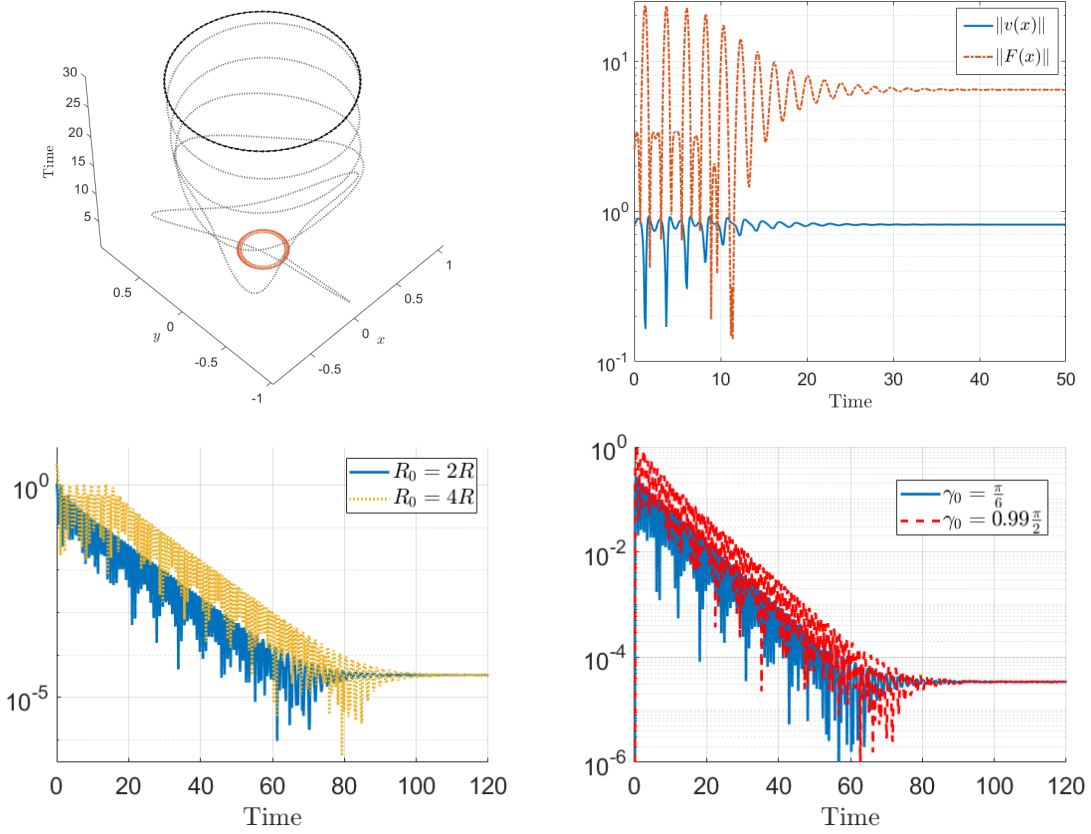 30
25
20
15
10
5
Time
0.5
0
-0.5
-1
y
-0.5
0
0.5
1
x
10^1
10^0
10^-1
0 10 20 30 40 50
Time
||v(x)||
||F(x)||
10^0
10^-5
0 20 40 60 80 100 120
Time
R_0 = 2R
R_0 = 4R
10^0
10^-2
10^-4
10^-6
0 20 40 60 80 100 120
Time
γ_0 = π/6
γ_0 = 0.99 π/2